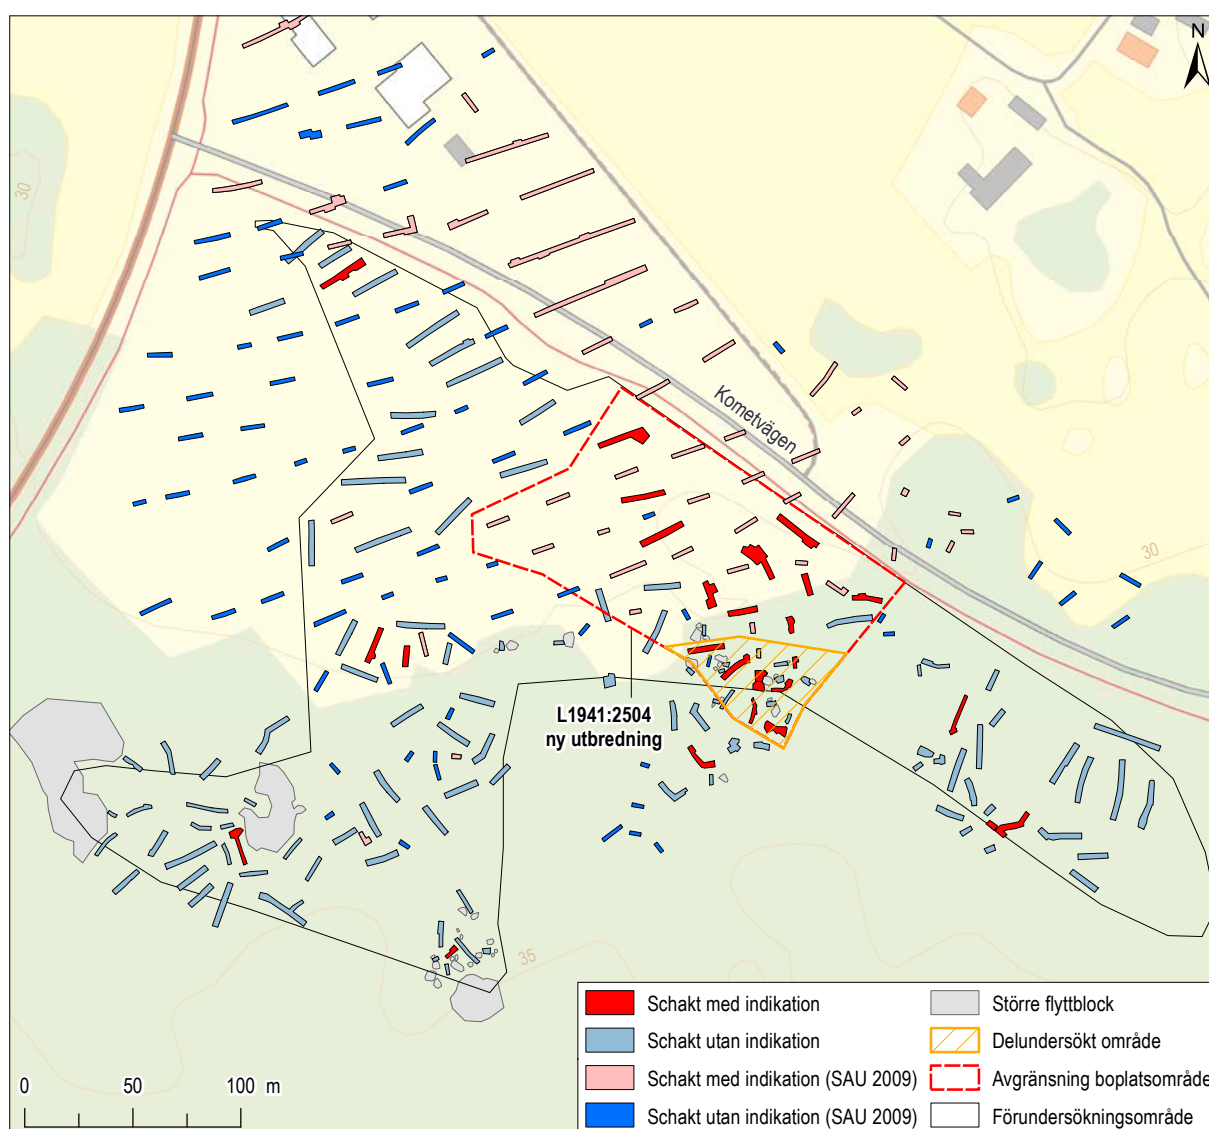 N
30
Kometvägen
30
L1941:2504
ny utbredning
35
0 50 100 m
Schakt med indikation
Schakt utan indikation
Schakt med indikation (SAU 2009)
Schakt utan indikation (SAU 2009)
Större flyttblock
Delundersökt område
Avgränsning boplatsområde
Förundersökningsområde